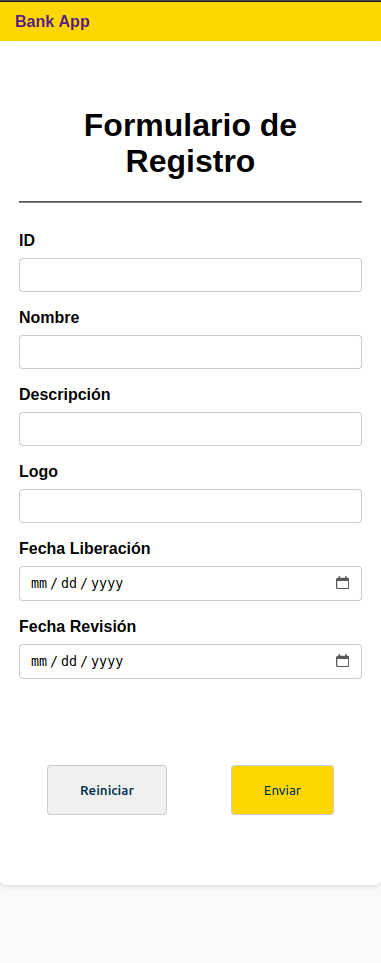 Bank App
Formulario de
Registro
ID
Nombre
Descripción
Logo
Fecha Liberación
mm/dd/yyyy
Fecha Revisión
mm/dd/yyyy
Reiniciar Enviar